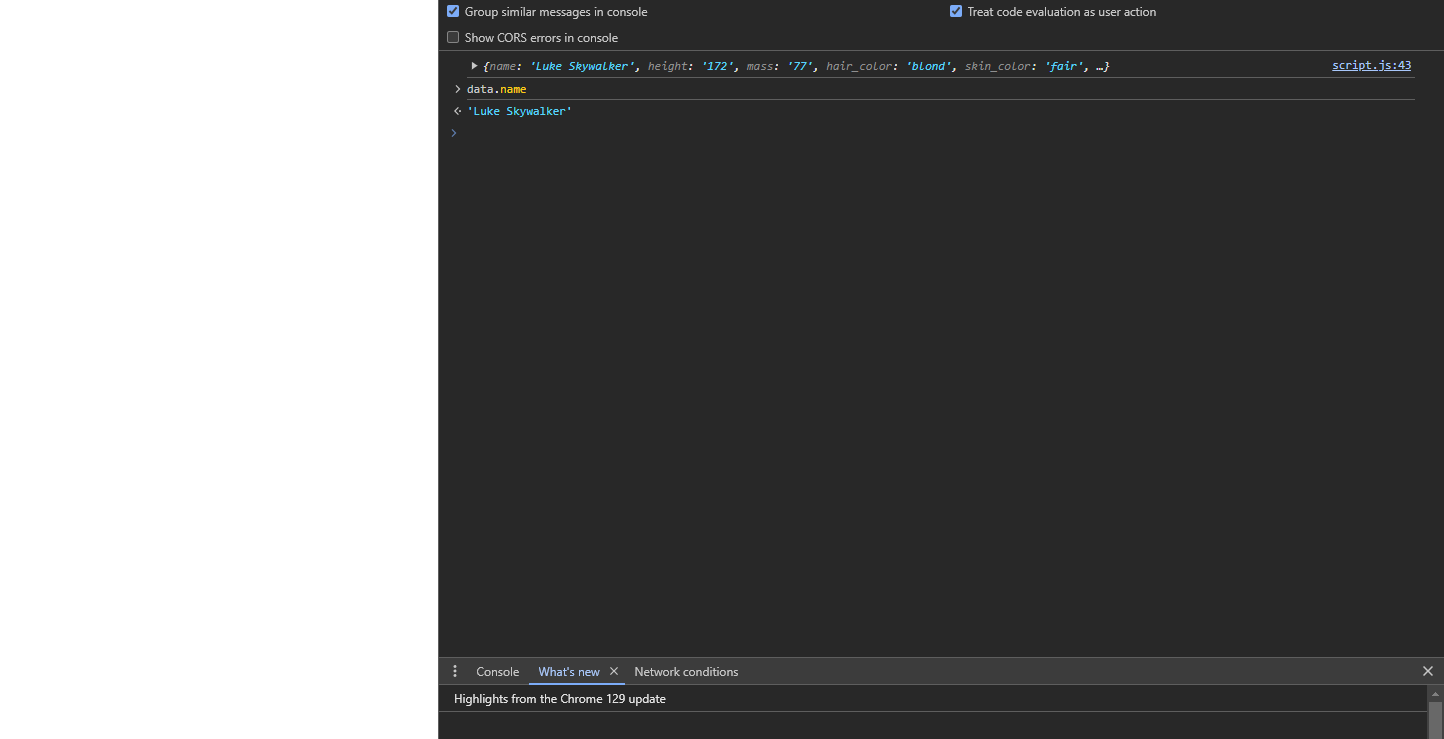 Group similar messages in console Treat code evaluation as user action
Show CORS errors in console
{name: 'Luke Skywalker', height: '172', mass: '77', hair_color: 'blond', skin_color: 'fair', …} script.js:43
data.name
'Luke Skywalker'
Console What's new Network conditions
Highlights from the Chrome 129 update